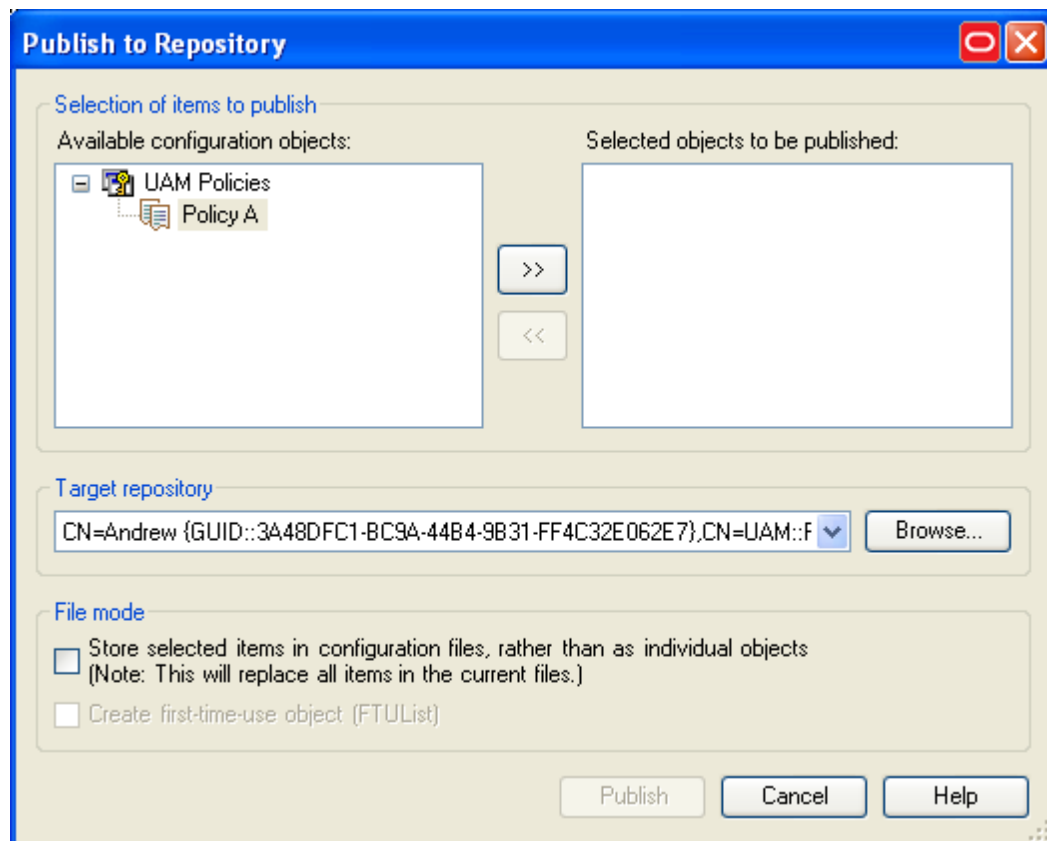 Publish to Repository
Selection of items to publish
Available configuration objects:
Selected objects to be published:
UAM Policies
Policy A
>>
<<
Target repository
CN=Andrew {GUID::3A48DFC1-BC9A-44B4-9B31-FF4C32E062E7},CN=UAM::F
Browse...
File mode
Store selected items in configuration files, rather than as individual objects
(Note: This will replace all items in the current files.)
Create first-time-use object (FTUList)
Publish
Cancel
Help